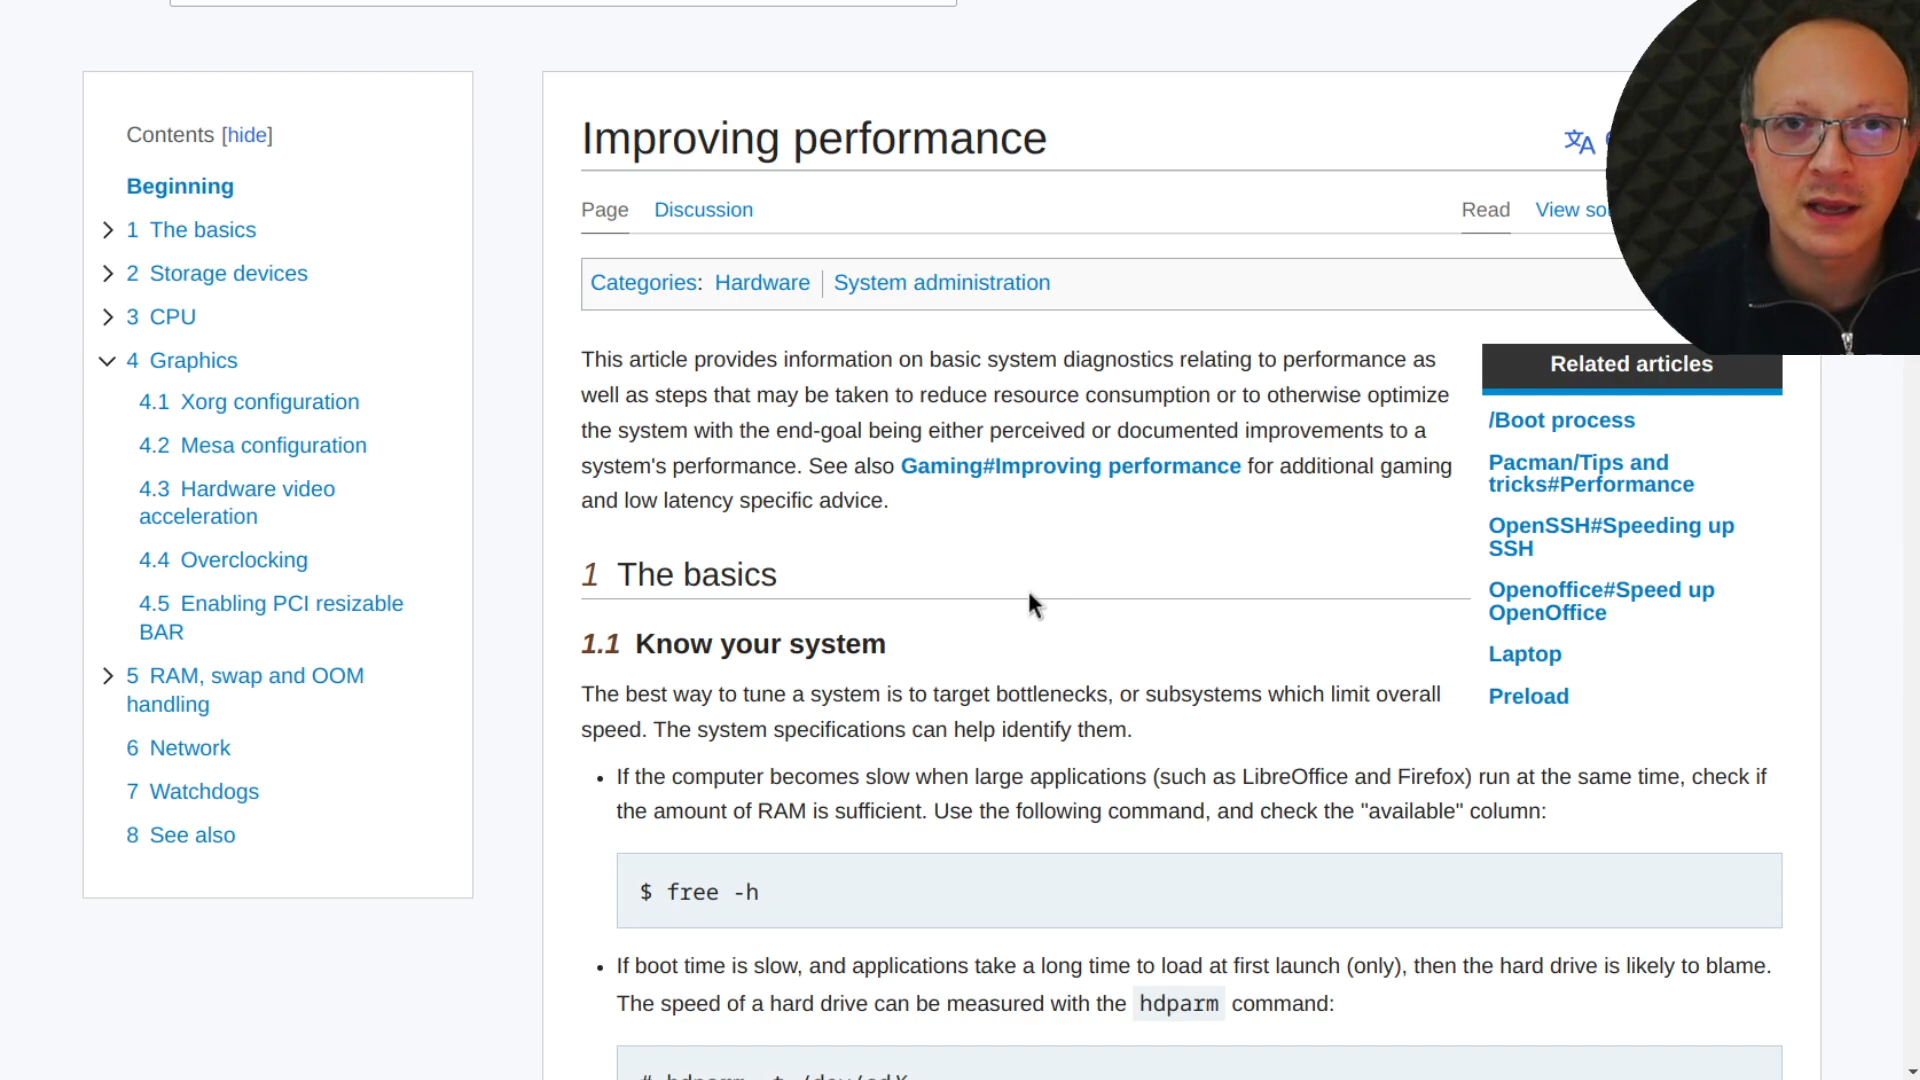 Contents [hide]
Beginning
1 The basics
2 Storage devices
3 CPU
4 Graphics
4.1 Xorg configuration
4.2 Mesa configuration
4.3 Hardware video
acceleration
4.4 Overclocking
4.5 Enabling PCI resizable
BAR
5 RAM, swap and OOM
handling
6 Network
7 Watchdogs
8 See also
Improving performance
Page Discussion
Read View
Categories: Hardware System administration
This article provides information on basic system diagnostics relating to performance as
well as steps that may be taken to reduce resource consumption or to otherwise optimize
the system with the end-goal being either perceived or documented improvements to a
system's performance. See also Gaming#Improving performance for additional gaming
and low latency specific advice.
Related articles
/Boot process
Pacman/Tips and
tricks#Performance
OpenSSH#Speeding up
SSH
Openoffice#Speed up
OpenOffice
Laptop
Preload
1 The basics
1.1 Know your system
The best way to tune a system is to target bottlenecks, or subsystems which limit overall
speed. The system specifications can help identify them.
• If the computer becomes slow when large applications (such as LibreOffice and Firefox) run at the same time, check if
the amount of RAM is sufficient. Use the following command, and check the "available" column:
$ free -h
• If boot time is slow, and applications take a long time to load at first launch (only), then the hard drive is likely to blame.
The speed of a hard drive can be measured with the hdparm command:
# hdparm -t /dev/sdX